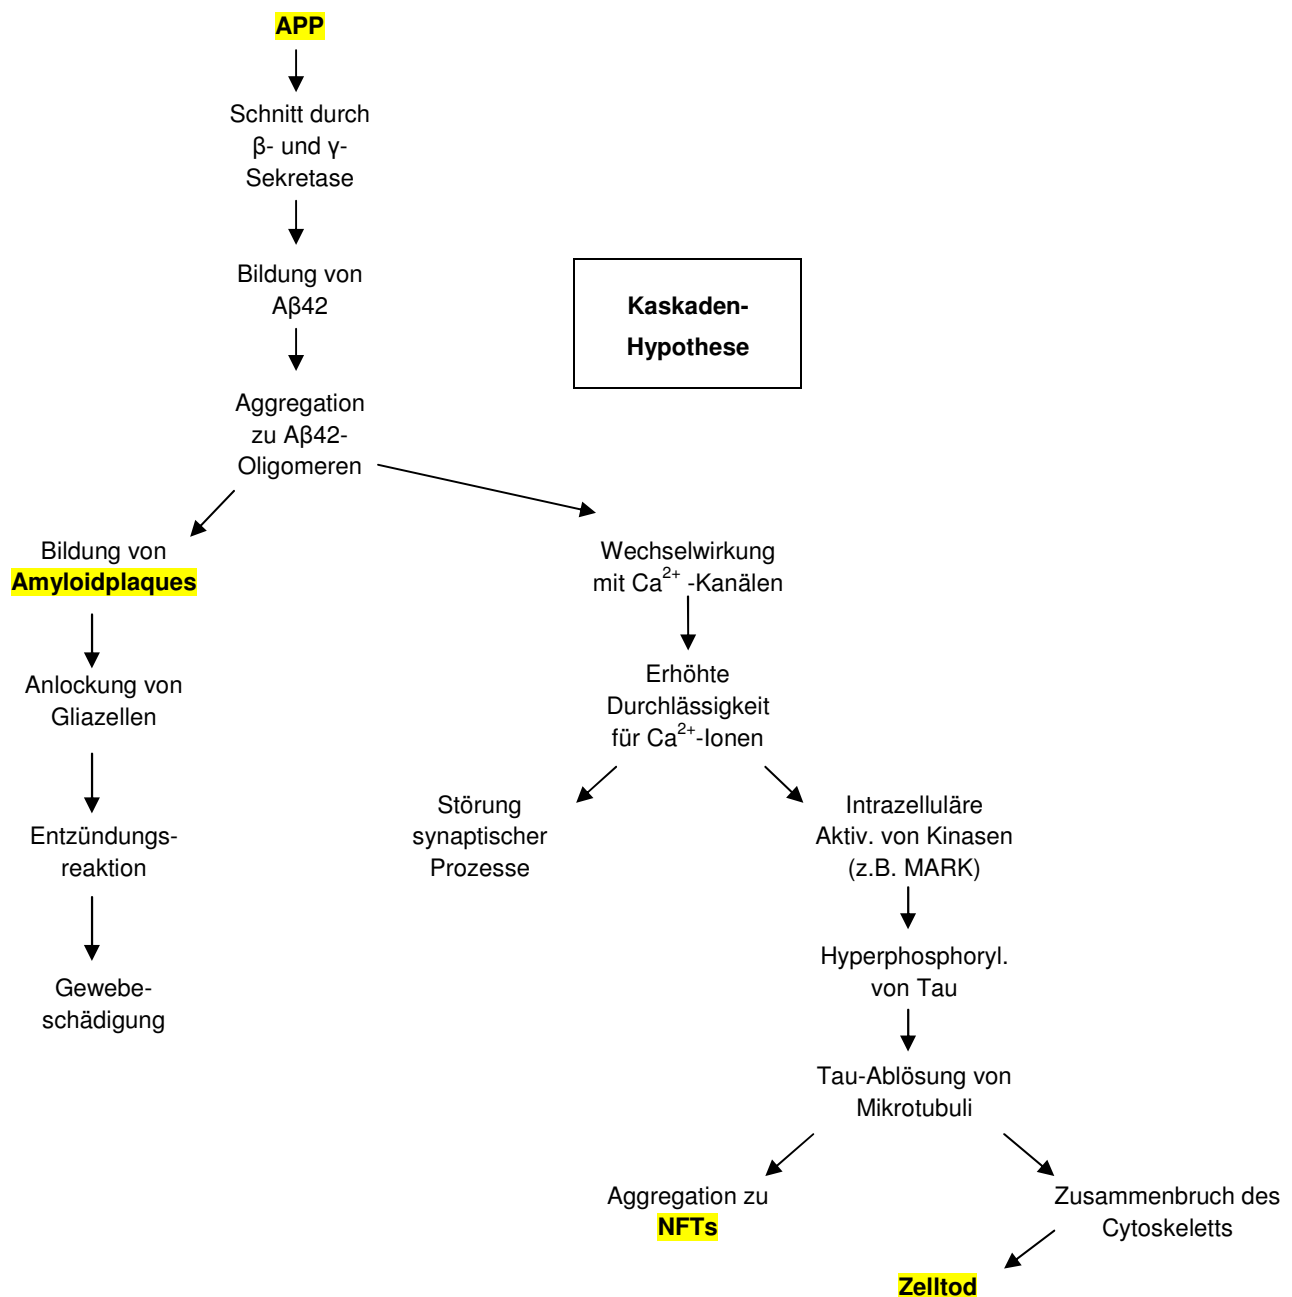 APP
Schnitt durch
β- und γ-
Sekretase
Bildung von
Aβ42
Kaskaden-
Hypothese
Aggregation
zu Aβ42-
Oligomeren
Bildung von
Amyloidplaques
Wechselwirkung
mit Ca²⁺ -Kanälen
Anlockung von
Gliazellen
Erhöhte
Durchlässigkeit
für Ca²⁺-Ionen
Entzündungs-
reaktion
Störung
synaptischer
Prozesse
Intrazelluläre
Aktiv. von Kinasen
(z.B. MARK)
Gewebe-
schädigung
Hyperphosphoryl.
von Tau
Tau-Ablösung von
Mikrotubuli
Aggregation zu
NFTs
Zusammenbruch des
Cytoskeletts
Zelltod